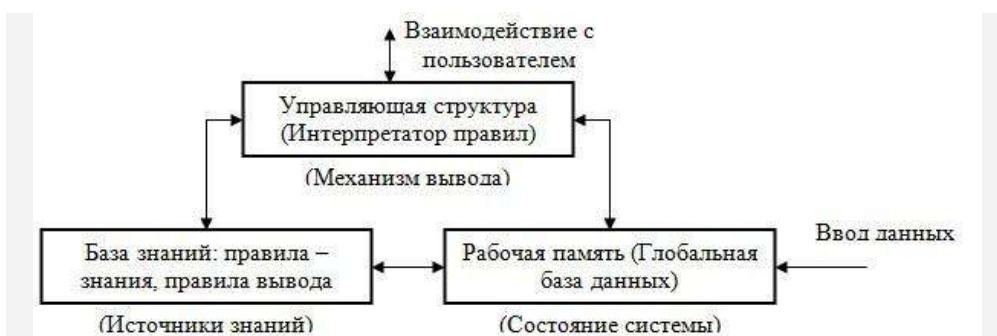 Взаимодействие с
пользователем
Управляющая структура
(Интерпретатор правил)
(Механизм вывода)
База знаний: правила –
знания, правила вывода
(Источники знаний)
Рабочая память (Глобальная
база данных)
(Состояние системы)
Ввод данных